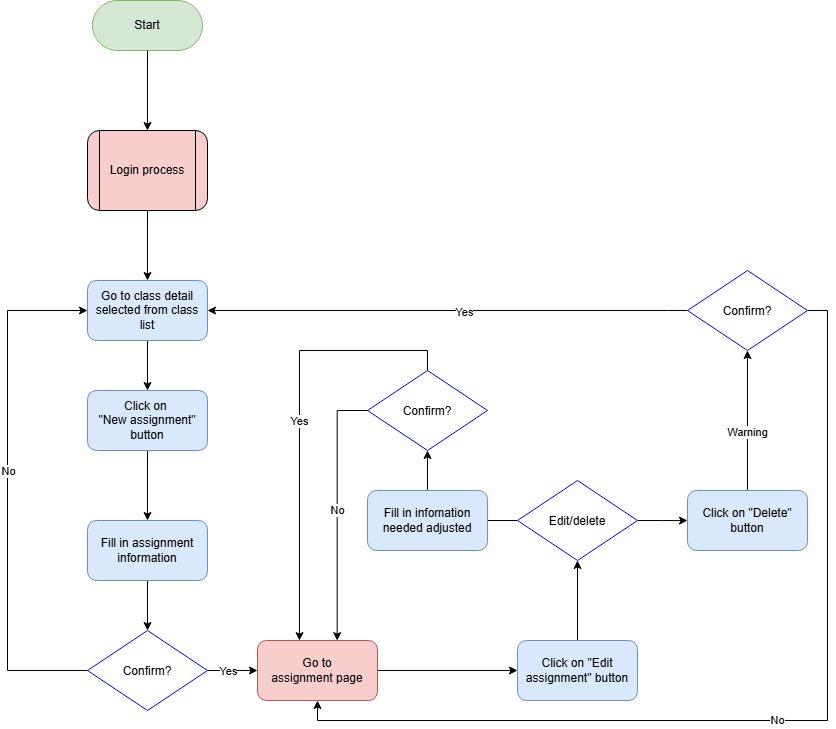 Start
Login process
Go to class detail
selected from class
list
Confirm?
Yes
Click on
"New assignment"
button
Confirm?
Yes
Warning
No
No
Fill in assignment
information
Fill in infomation
needed adjusted
Edit/delete
Click on "Delete"
button
Confirm?
Yes
Go to
assignment page
Click on "Edit
assignment" button
No